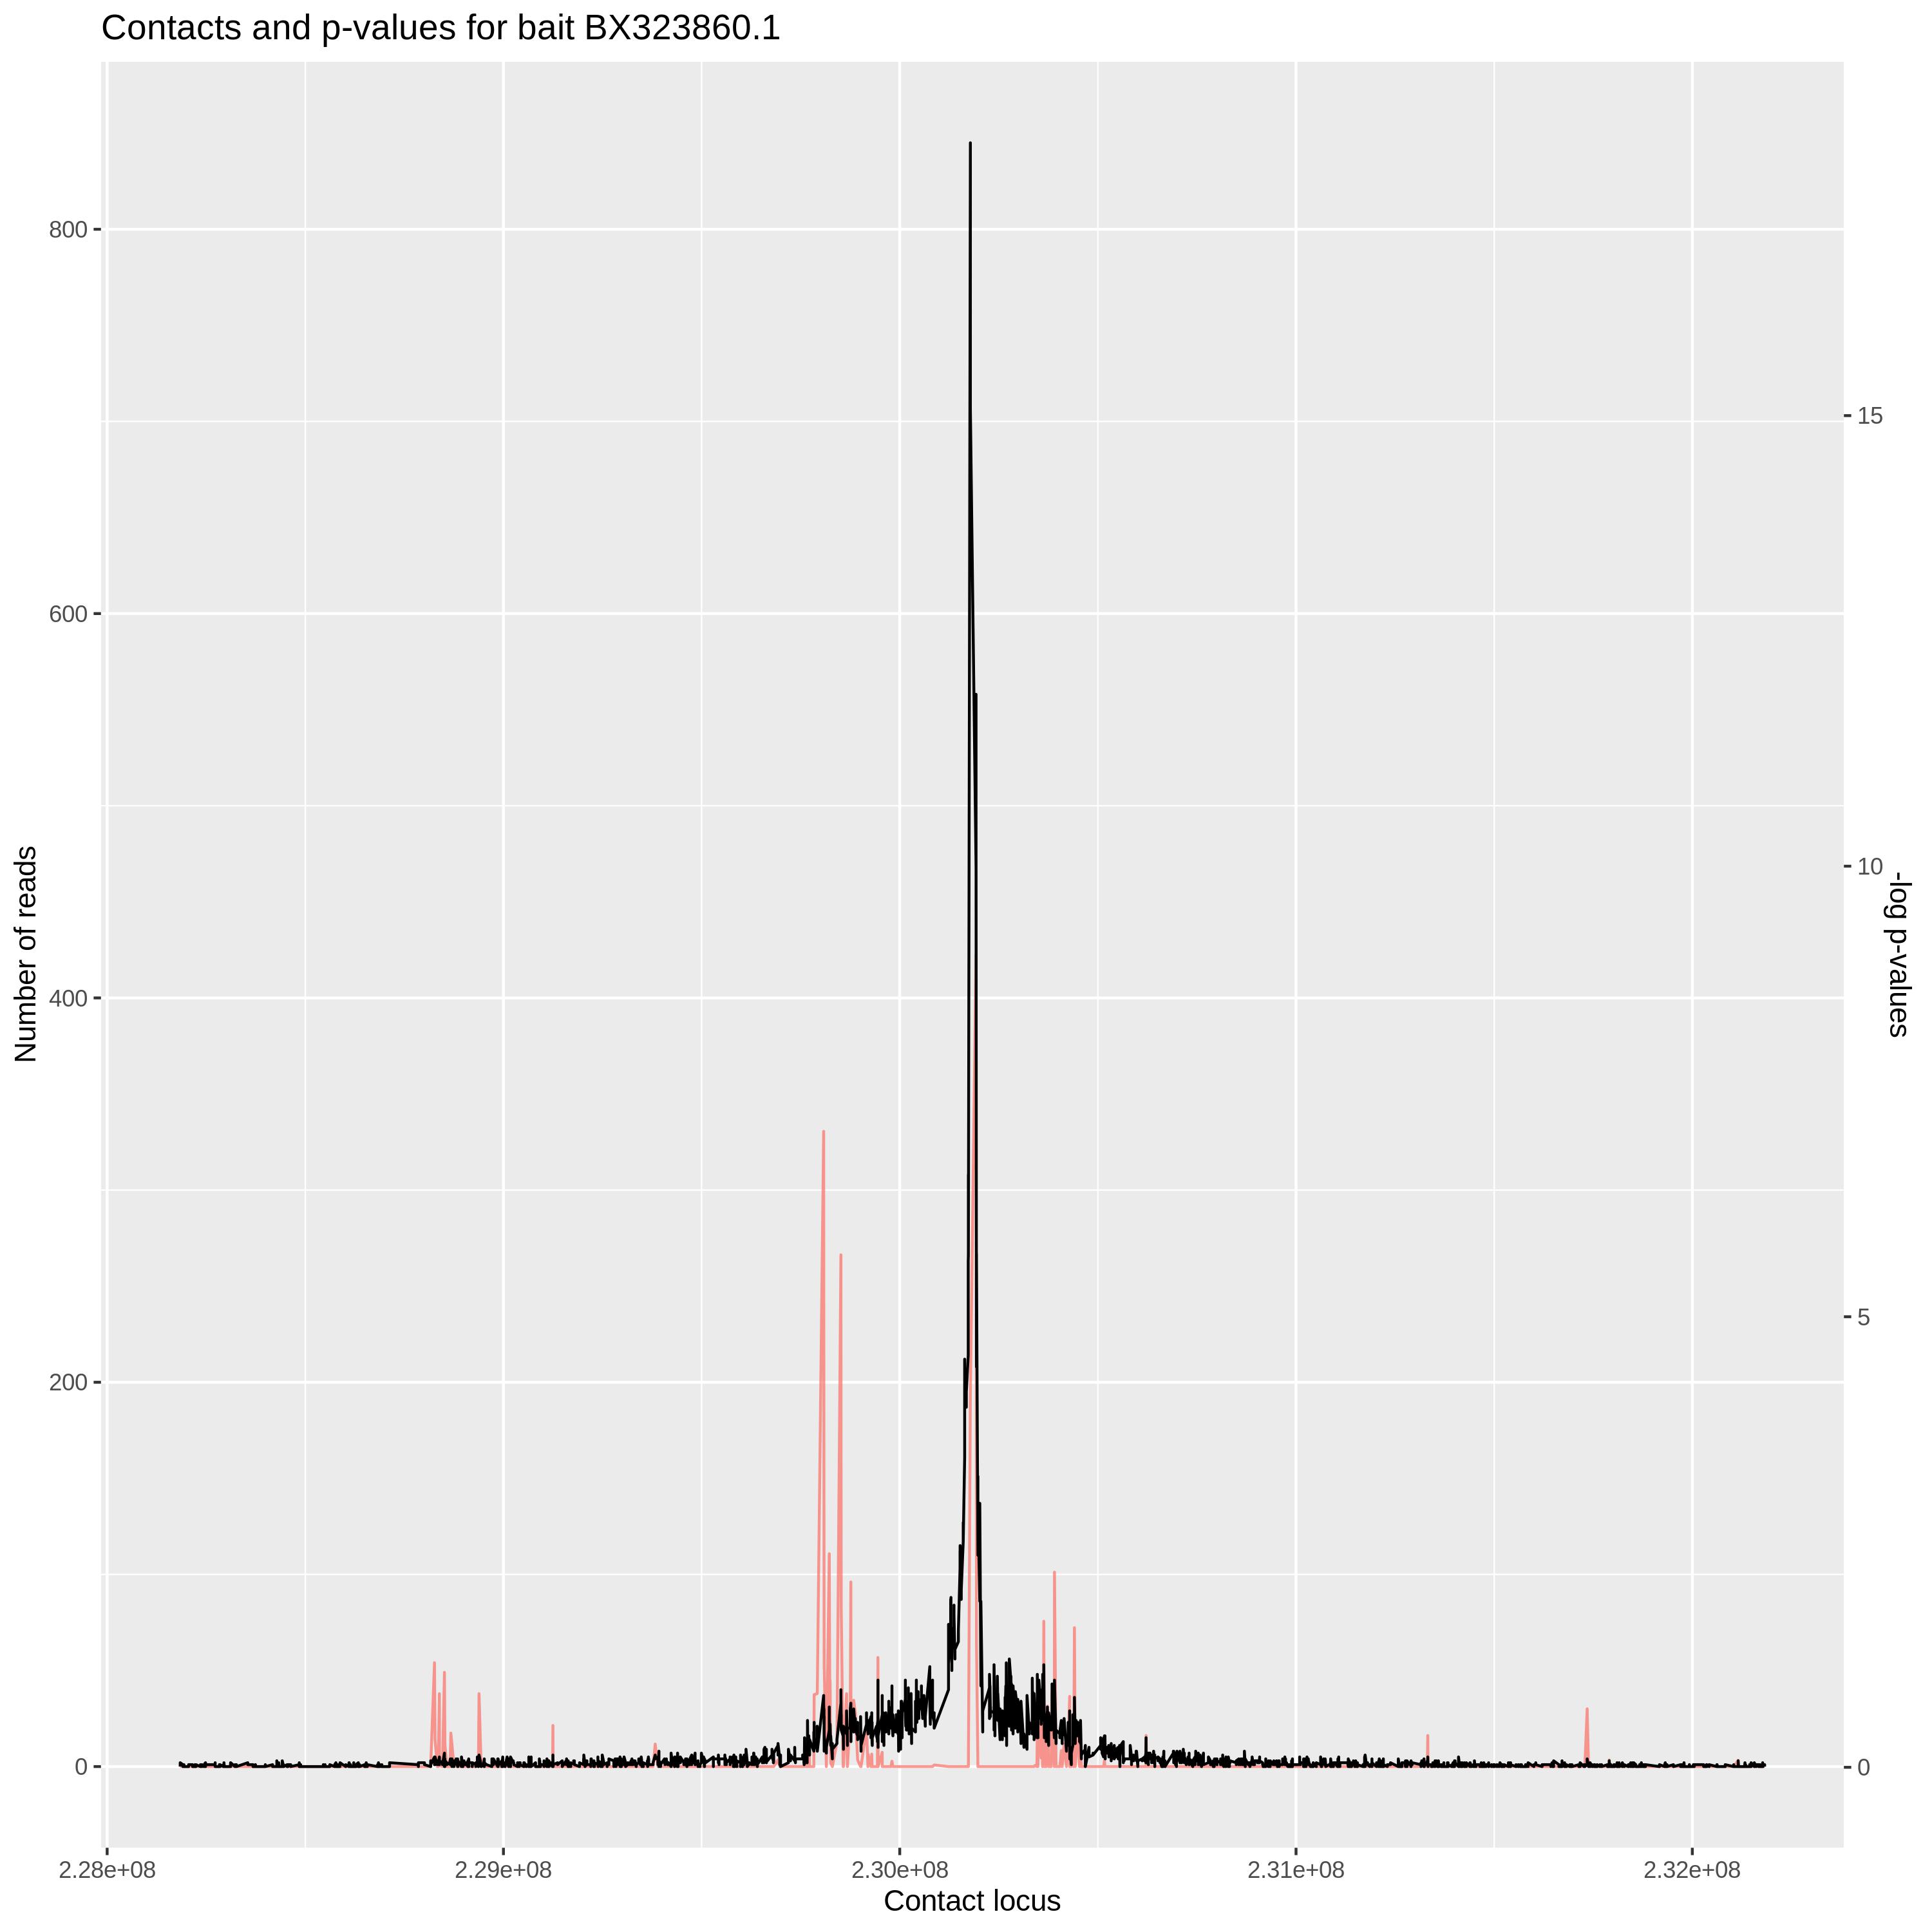 Contacts and p-values for bait BX323860.1
800
600
400
200
0
Number of reads
15
10
5
0
-log p-values
2.28e+08
2.29e+08
2.30e+08
2.31e+08
2.32e+08
Contact locus